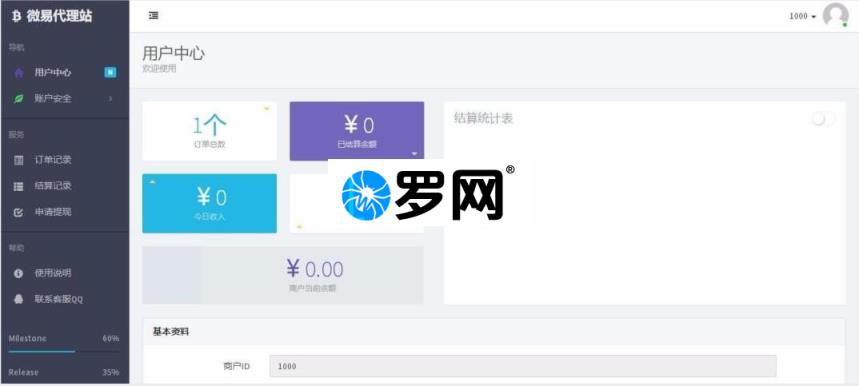 微易代理站
1000
导航
用户中心
N
账户安全
服务
订单记录
结算记录
申请提现
帮助
使用说明
联系客服QQ
Milestone 60%
Release 35%
用户中心
欢迎使用
1个
订单总数
¥ 0
已结算余额
¥ 0
今日收入
¥ 0.00
商户当前余额
结算统计表
罗网®
基本资料
商户ID
1000